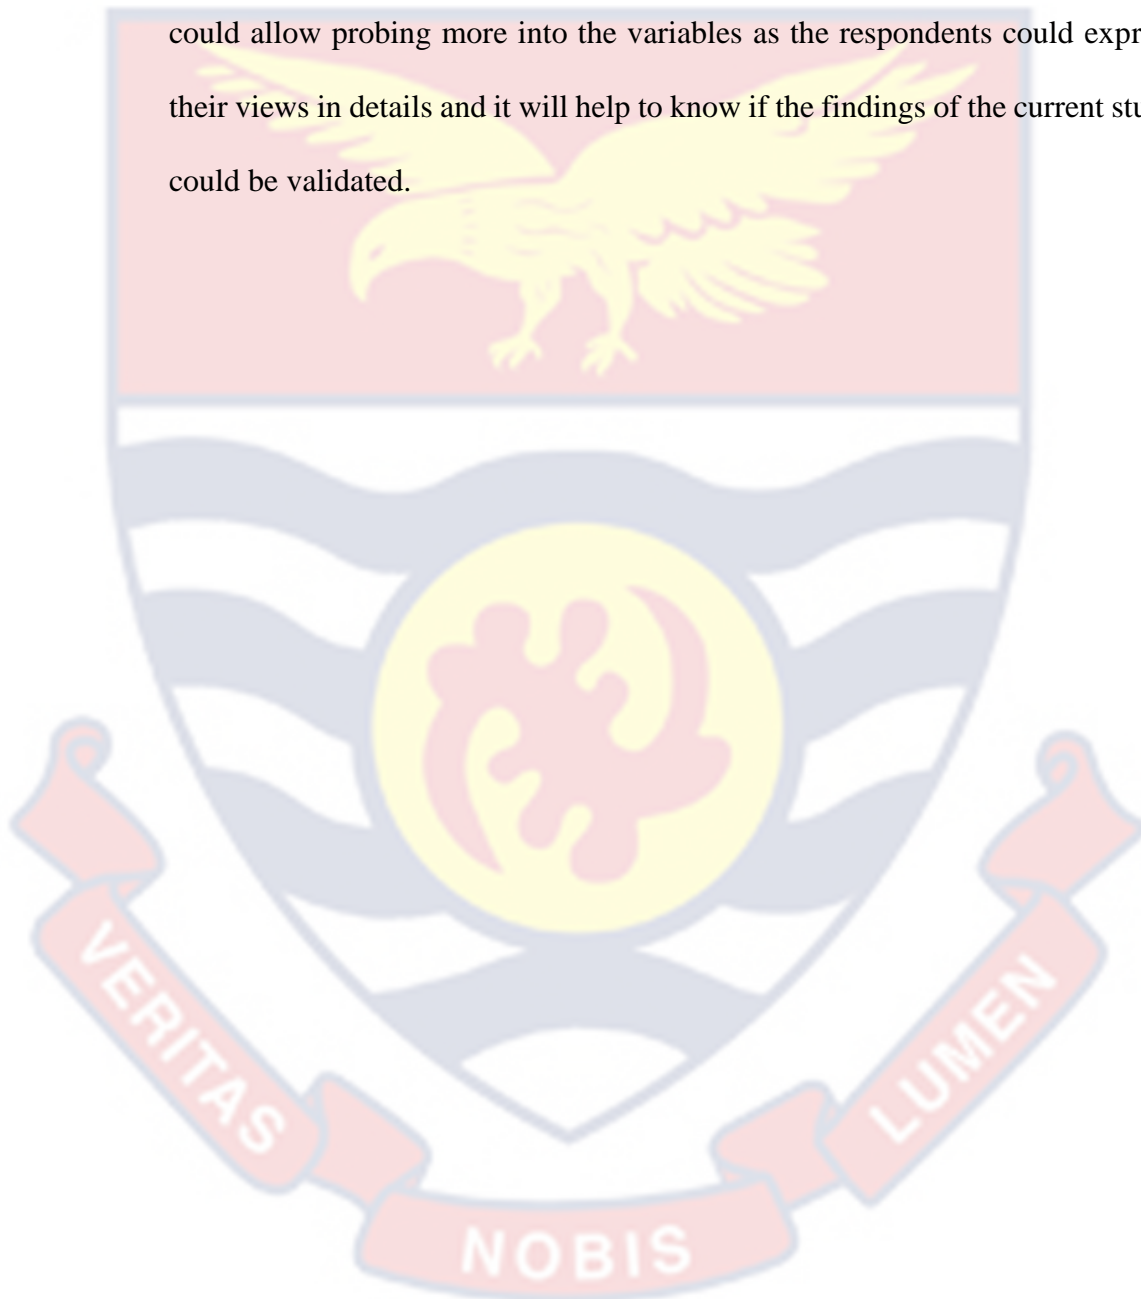 could allow probing more into the variables as the respondents could expr
their views in details and it will help to know if the findings of the current stu
could be validated.
VERITAS
NOBIS
LUMEN